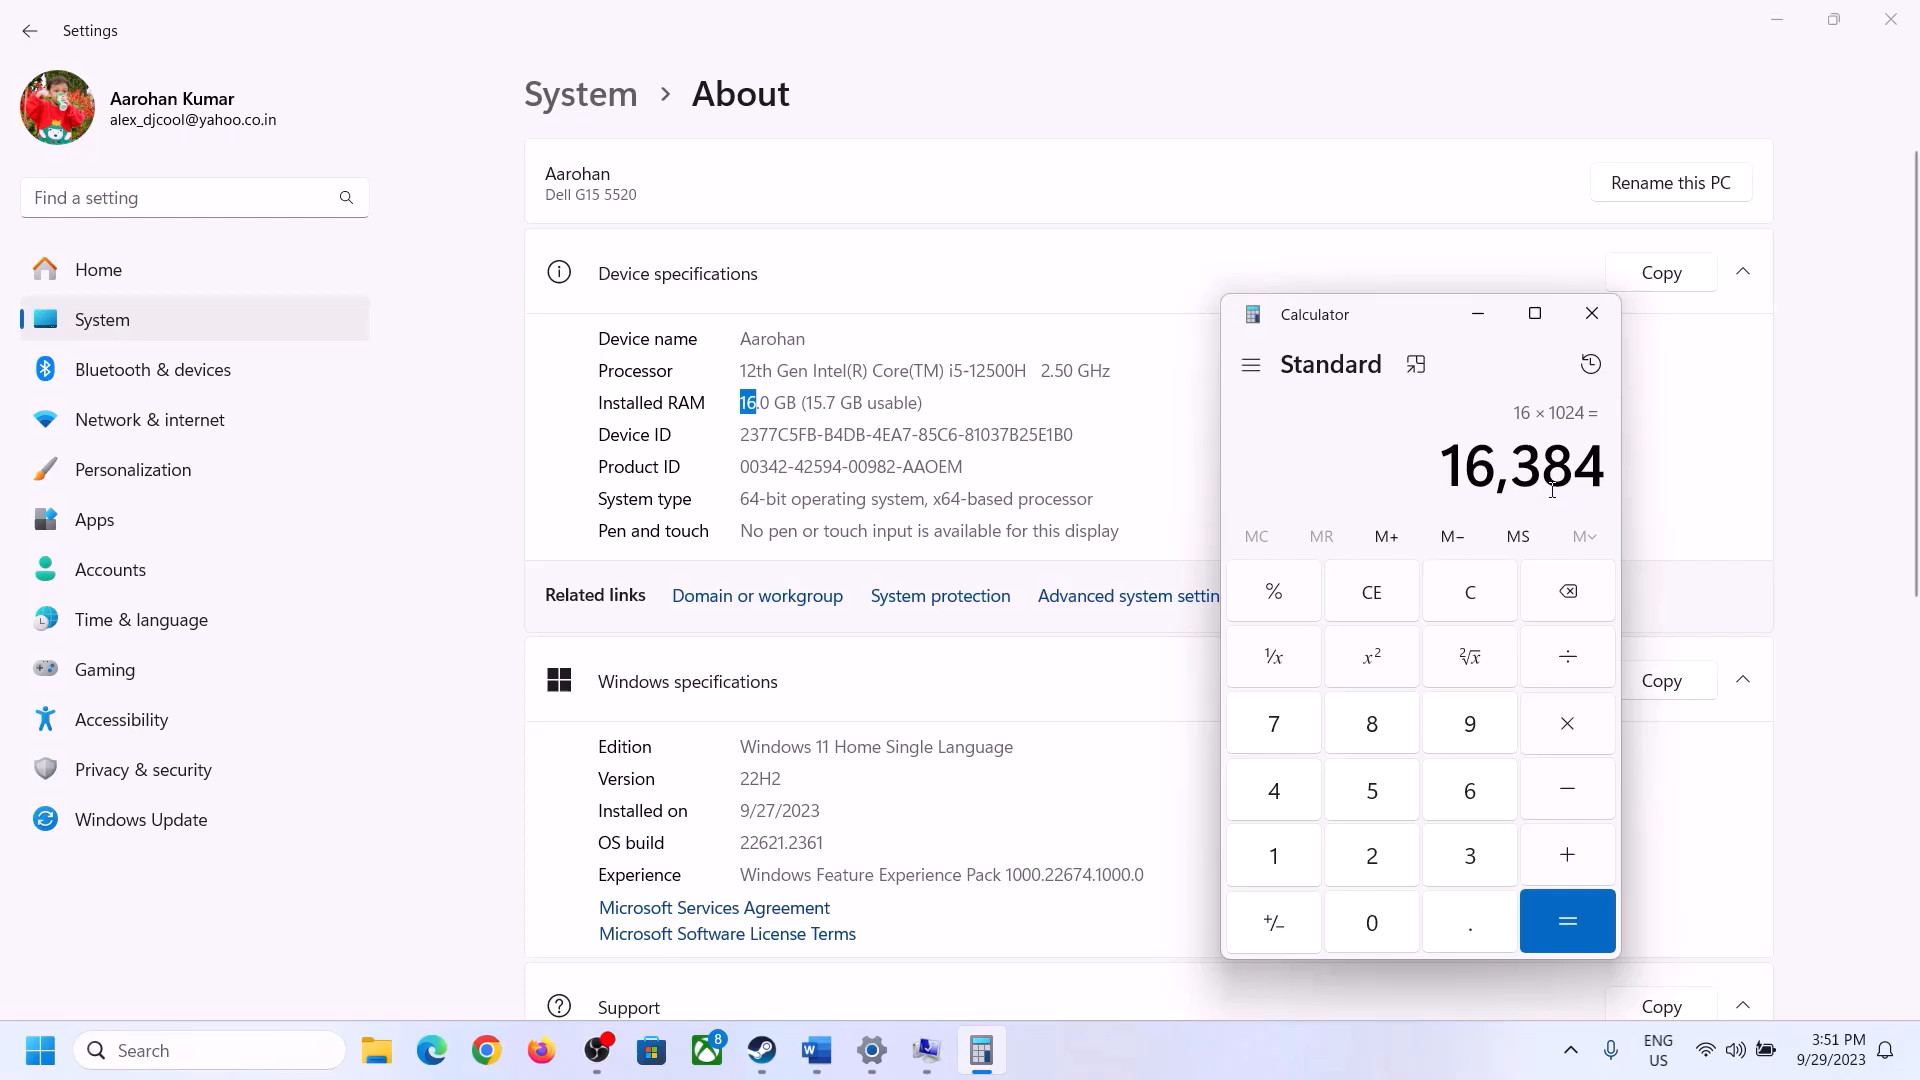 Settings
Aarohan Kumar
alex_djcool@yahoo.co.in
Find a setting
Home
System
Bluetooth & devices
Network & internet
Personalization
Apps
Accounts
Time & language
Gaming
Accessibility
Privacy & security
Windows Update
System > About
Aarohan
Dell G15 5520
Rename this PC
Device specifications
Copy
Device name Aarohan
Processor 12th Gen Intel(R) Core(TM) i5-12500H 2.50 GHz
Installed RAM 16.0 GB (15.7 GB usable)
Device ID 2377C5FB-B4DB-4EA7-85C6-81037B25E1B0
Product ID 00342-42594-00982-AAOEM
System type 64-bit operating system, x64-based processor
Pen and touch No pen or touch input is available for this display
Related links Domain or workgroup System protection Advanced system settin
Windows specifications
Copy
Edition Windows 11 Home Single Language
Version 22H2
Installed on 9/27/2023
OS build 22621.2361
Experience Windows Feature Experience Pack 1000.22674.1000.0
Microsoft Services Agreement
Microsoft Software License Terms
Support
Copy
Calculator
Standard
16 × 1024 =
16,384
MC MR M+ M− MS M
% CE C
⅟x x² ²√x ÷
7 8 9 ×
4 5 6 −
1 2 3 +
+/− 0 . =
Search
8
ENG
US
3:51 PM
9/29/2023